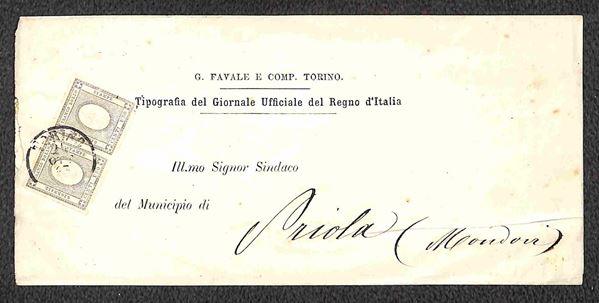 G. FAVALE E COMP. TORINO.
Tipografia del Giornale Ufficiale del Regno d'Italia
Ill.mo Signor Sindaco
del Municipio di
Priola (Mondovì)
TORINO